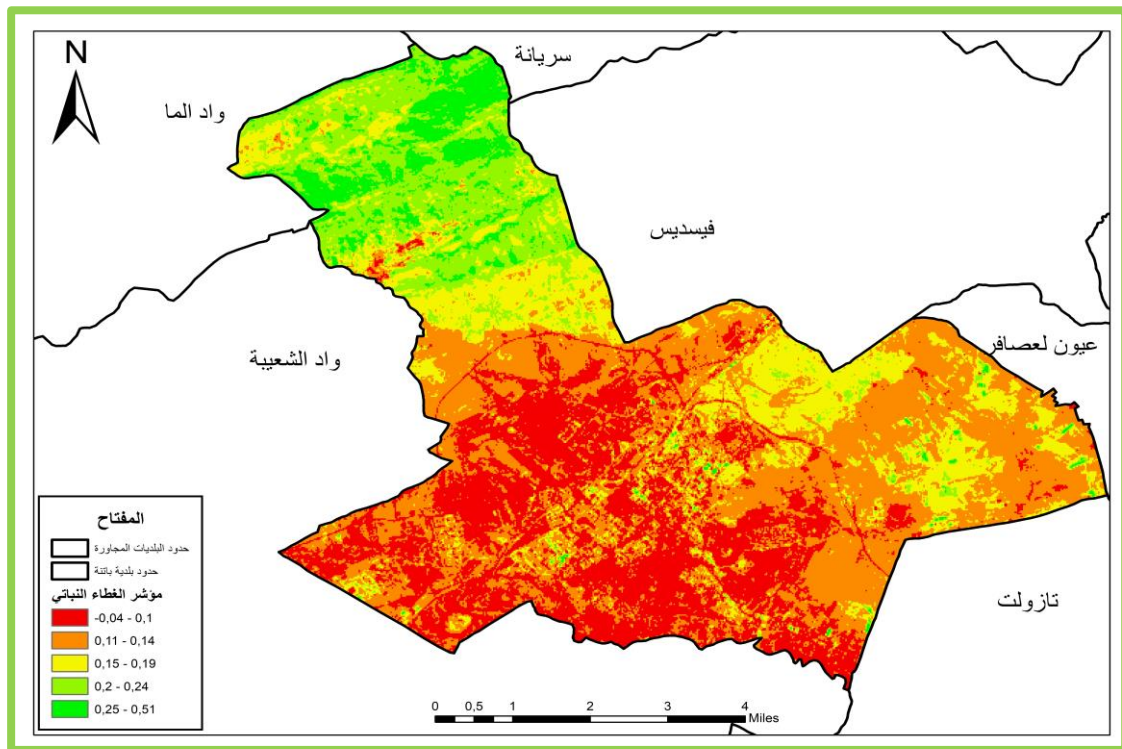 N
سريانة
واد الما
فيسديس
عيون لعصافر
واد الشعيبة
تازولت
المفتاح
حدود البلديات المجاورة
حدود بلدية باتنة
مؤشر الغطاء النباتي
-0,04 - 0,1
0,11 - 0,14
0,15 - 0,19
0,2 - 0,24
0,25 - 0,51
0 0,5 1 2 3 4
Miles